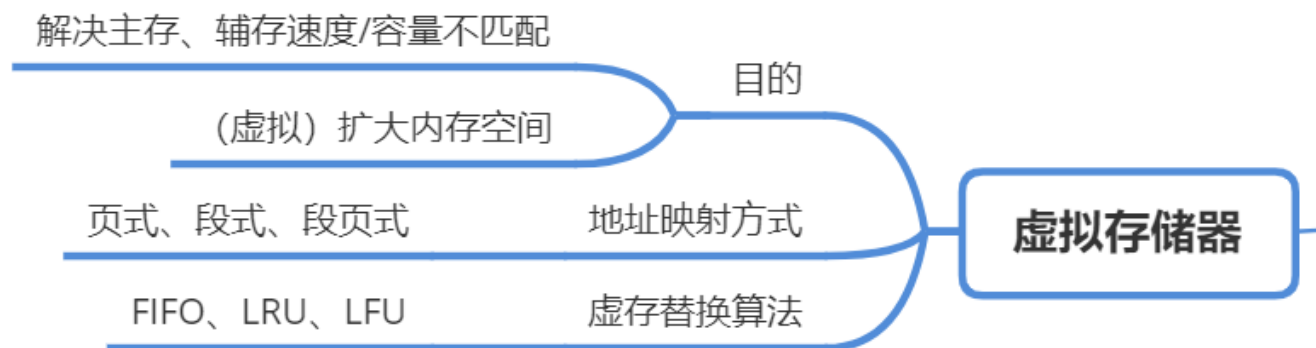 解决主存、辅存速度/容量不匹配
目的
（虚拟）扩大内存空间
页式、段式、段页式
地址映射方式
虚拟存储器
FIFO、LRU、LFU
虚存替换算法